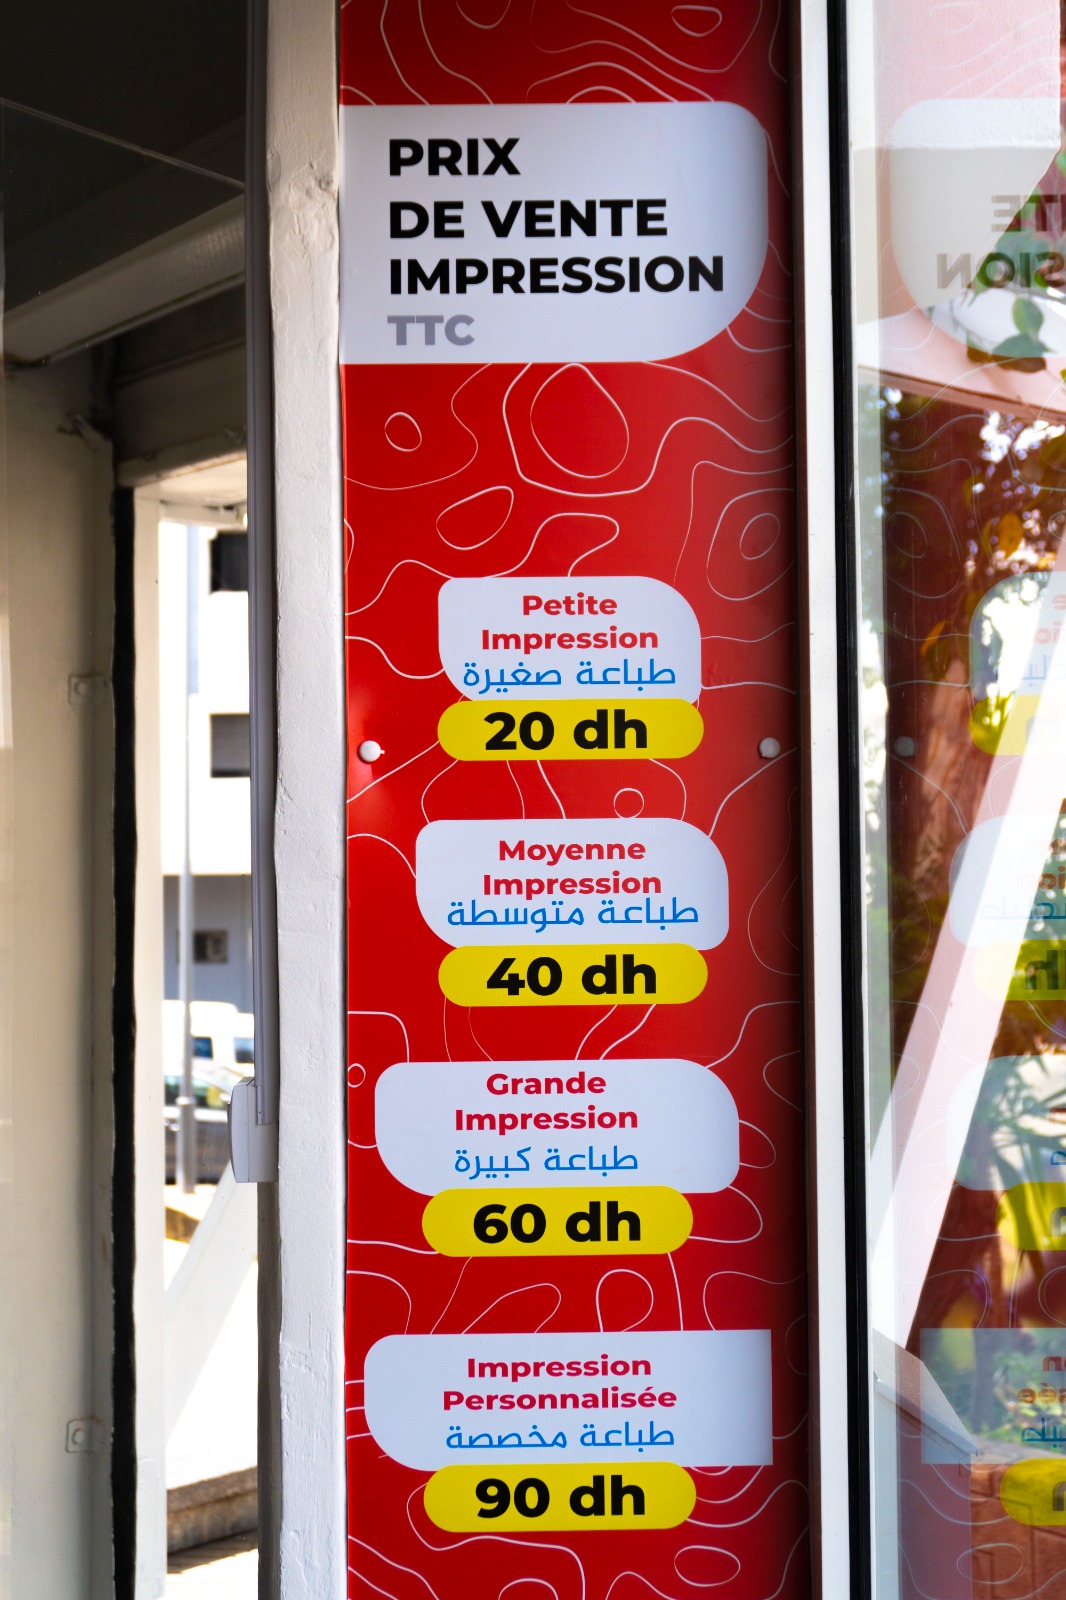 PRIX
DE VENTE
IMPRESSION
TTC
Petite
Impression
طباعة صغيرة
20 dh
Moyenne
Impression
طباعة متوسطة
40 dh
Grande
Impression
طباعة كبيرة
60 dh
Impression
Personnalisée
طباعة مخصصة
90 dh